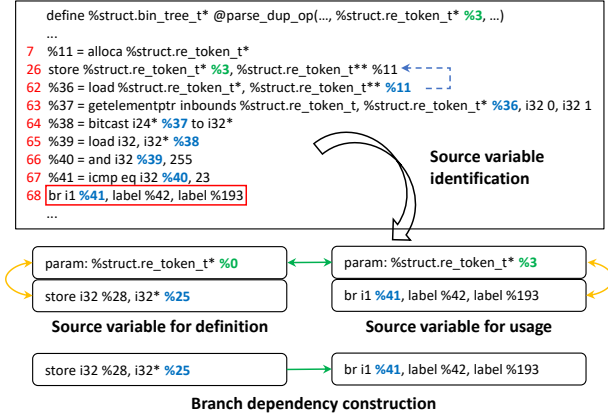 define %struct.bin_tree_t* @parse_dup_op(…, %struct.re_token_t* %3, …)
...
7 %11 = alloca %struct.re_token_t*
26 store %struct.re_token_t* %3, %struct.re_token_t** %11
62 %36 = load %struct.re_token_t*, %struct.re_token_t** %11
63 %37 = getelementptr inbounds %struct.re_token_t, %struct.re_token_t* %36, i32 0, i32 1
64 %38 = bitcast i24* %37 to i32*
65 %39 = load i32, i32* %38
66 %40 = and i32 %39, 255
67 %41 = icmp eq i32 %40, 23
68 br i1 %41, label %42, label %193
...
Source variable
identification
param: %struct.re_token_t* %0
store i32 %28, i32* %25
Source variable for definition
param: %struct.re_token_t* %3
br i1 %41, label %42, label %193
Source variable for usage
store i32 %28, i32* %25
br i1 %41, label %42, label %193
Branch dependency construction